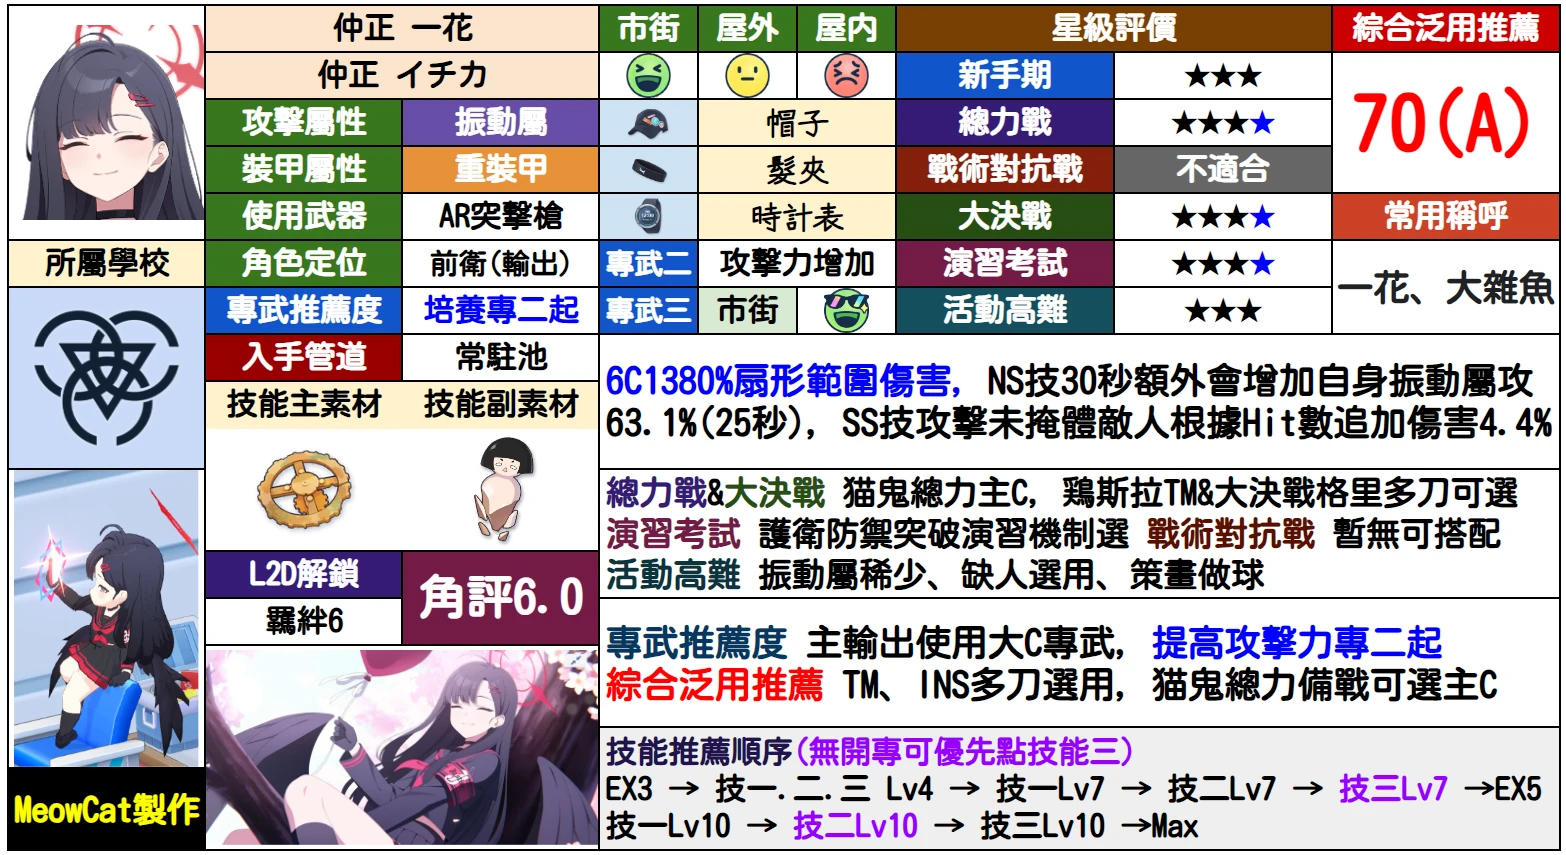 仲正 一花
仲正 イチカ
市街 屋外 屋内
星級評價
綜合泛用推薦
新手期 ★★★
70(A)
攻擊屬性 振動屬
帽子
總力戰 ★★★★
裝甲屬性 重裝甲
髮夾
戰術對抗戰 不適合
使用武器 AR突擊槍
時計表
大決戰 ★★★★
常用稱呼
所屬學校
角色定位 前衛(輸出)
專武二 攻擊力增加
演習考試 ★★★★
一花、大雜魚
專武推薦度 培養專二起
專武三 市街
活動高難 ★★★
入手管道 常駐池
技能主素材 技能副素材
6C1380%扇形範圍傷害, NS技30秒額外會增加自身振動屬攻
63.1%(25秒), SS技攻擊未掩體敵人根據Hit數追加傷害4.4%
總力戰&大決戰 猫鬼總力主C, 鶏斯拉TM&大決戰格里多刀可選
演習考試 護衛防禦突破演習機制選 戰術對抗戰 暫無可搭配
活動高難 振動屬稀少、缺人選用、策畫做球
L2D解鎖
羈絆6
角評6.0
專武推薦度 主輸出使用大C專武, 提高攻擊力專二起
綜合泛用推薦 TM、INS多刀選用, 猫鬼總力備戰可選主C
技能推薦順序(無開專可優先點技能三)
EX3 → 技一.二.三 Lv4 → 技一Lv7 → 技二Lv7 → 技三Lv7 →EX5
技一Lv10 → 技二Lv10 → 技三Lv10 →Max
MeowCat製作